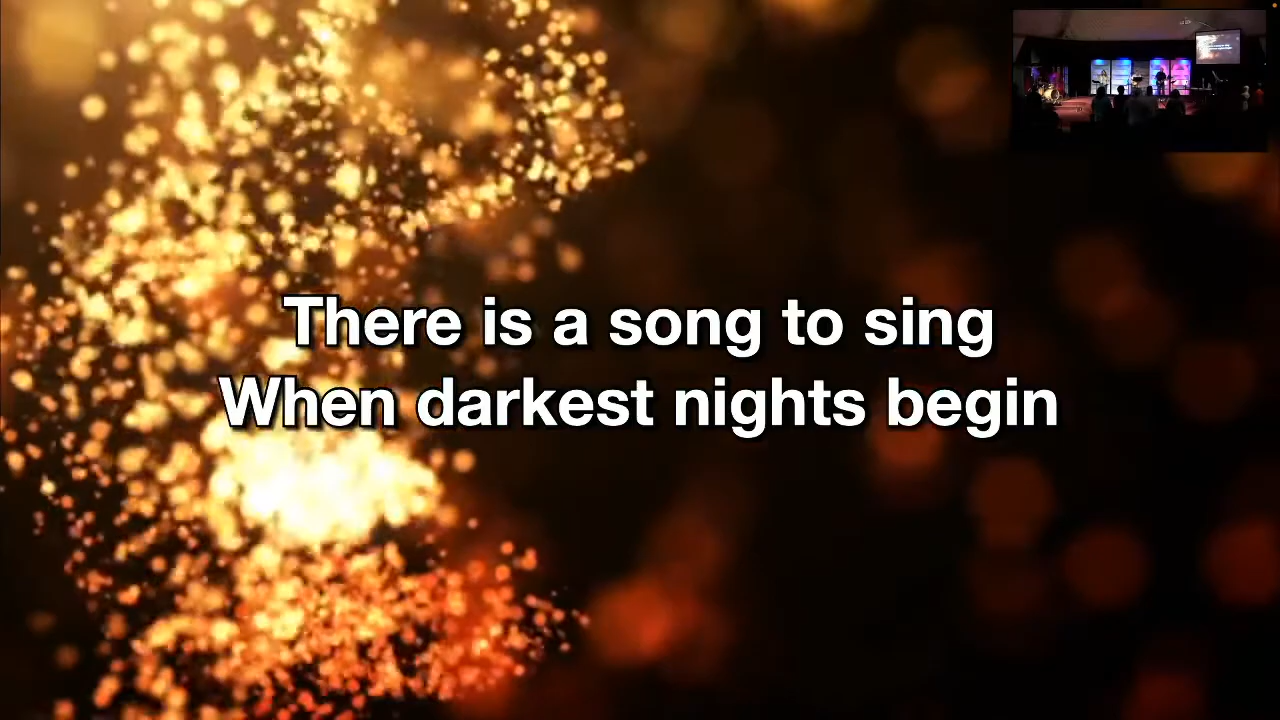 There is a song to sing
When darkest nights begin